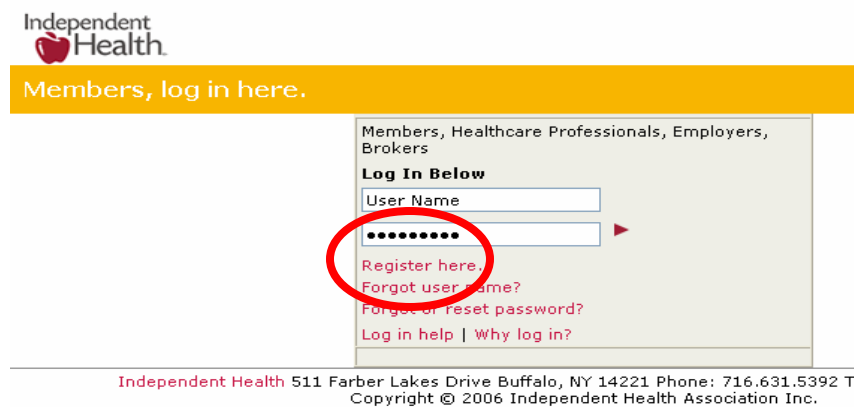 Independent
Health.
Members, log in here.
Members, Healthcare Professionals, Employers,
Brokers
Log In Below
User Name
•••••••••
Register here.
Forgot user name?
Forgot or reset password?
Log in help | Why log in?
Independent Health 511 Farber Lakes Drive Buffalo, NY 14221 Phone: 716.631.5392 T
Copyright © 2006 Independent Health Association Inc.